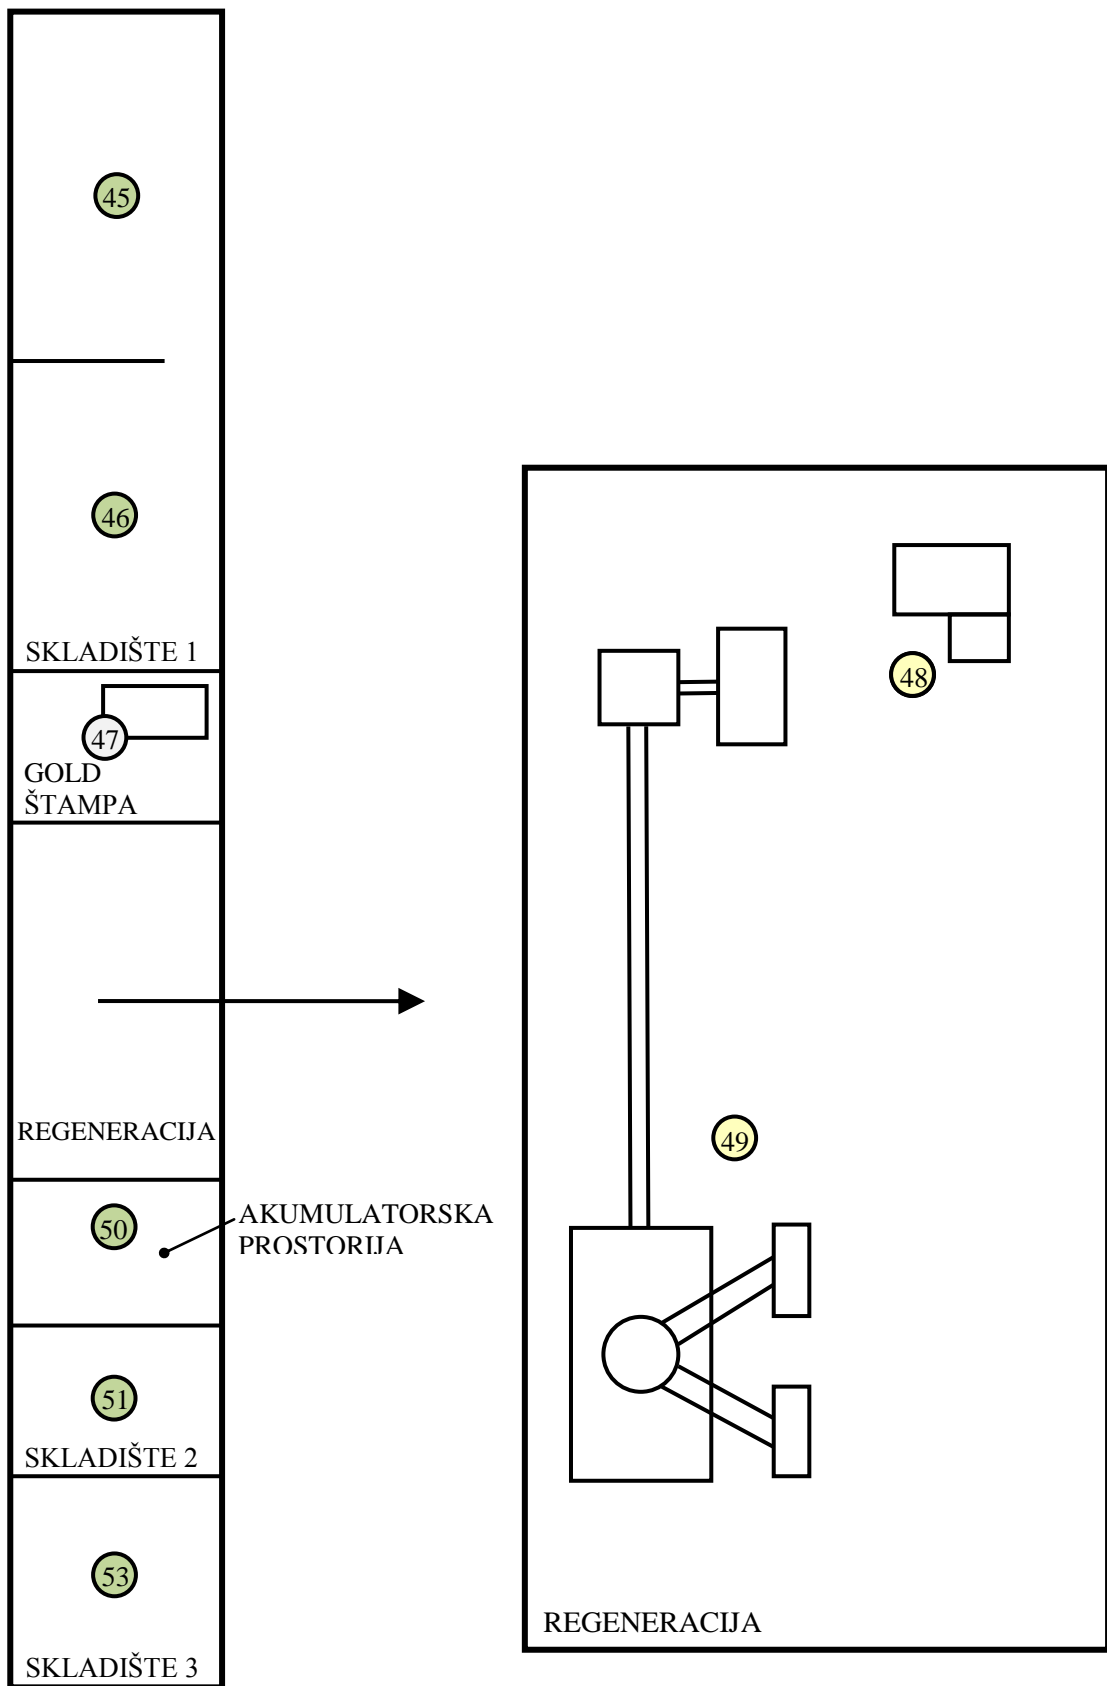 45
46
SKLADIŠTE 1
47
GOLD
ŠTAMPA
REGENERACIJA
50
AKUMULATORSKA
PROSTORIJA
51
SKLADIŠTE 2
53
SKLADIŠTE 3
48
49
REGENERACIJA